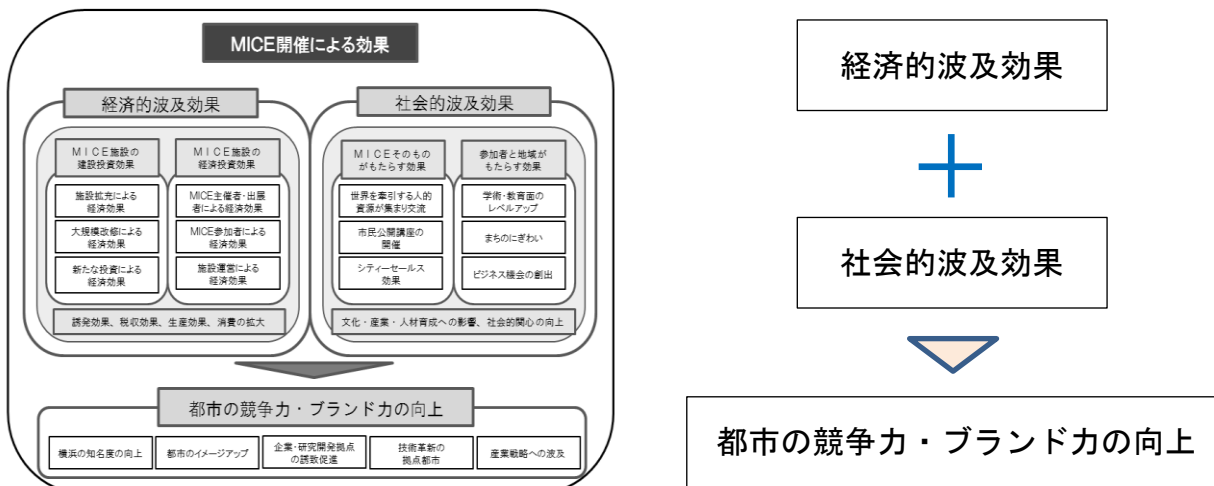 MICE開催による効果
経済的波及効果
ＭＩＣＥ施設の
建設投資効果
施設拡充による
経済効果
大規模改修による
経済効果
新たな投資による
経済効果
ＭＩＣＥ施設の
経済投資効果
MICE主催者・出展
者による経済効果
MICE参加者による
経済効果
施設運営による
経済効果
誘発効果、税収効果、生産効果、消費の拡大
社会的波及効果
ＭＩＣＥそのもの
がもたらす効果
世界を牽引する人的
資源が集まり交流
市民公開講座の
開催
シティーセールス
効果
参加者と地域が
もたらす効果
学術・教育面の
レベルアップ
まちのにぎわい
ビジネス機会の創出
文化・産業・人材育成への影響、社会的関心の向上
都市の競争力・ブランド力の向上
横浜の知名度の向上
都市のイメージアップ
企業・研究開発拠点
の誘致促進
技術革新の
拠点都市
産業戦略への波及
経済的波及効果
＋
社会的波及効果
都市の競争力・ブランド力の向上